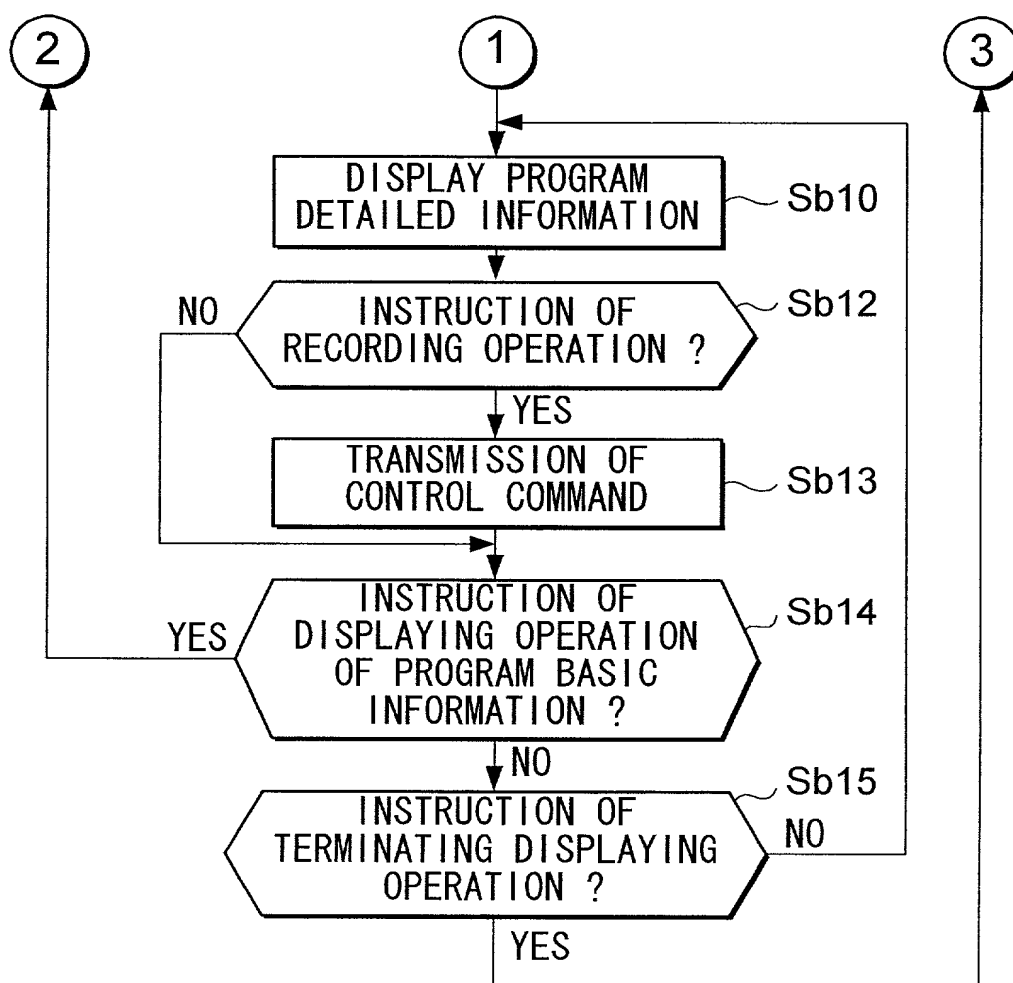 2
1
3
DISPLAY PROGRAM
DETAILED INFORMATION
Sb10
NO
INSTRUCTION OF
RECORDING OPERATION ?
Sb12
YES
TRANSMISSION OF
CONTROL COMMAND
Sb13
YES
INSTRUCTION OF
DISPLAYING OPERATION
OF PROGRAM BASIC
INFORMATION ?
Sb14
NO
INSTRUCTION OF
TERMINATING DISPLAYING
OPERATION ?
Sb15
NO
YES